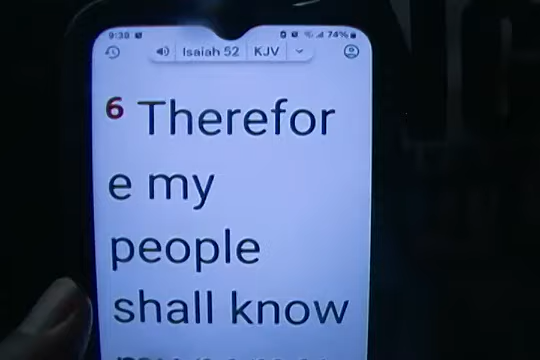 9:38 74%
Isaiah 52 KJV
6 Therefor
e my
people
shall know